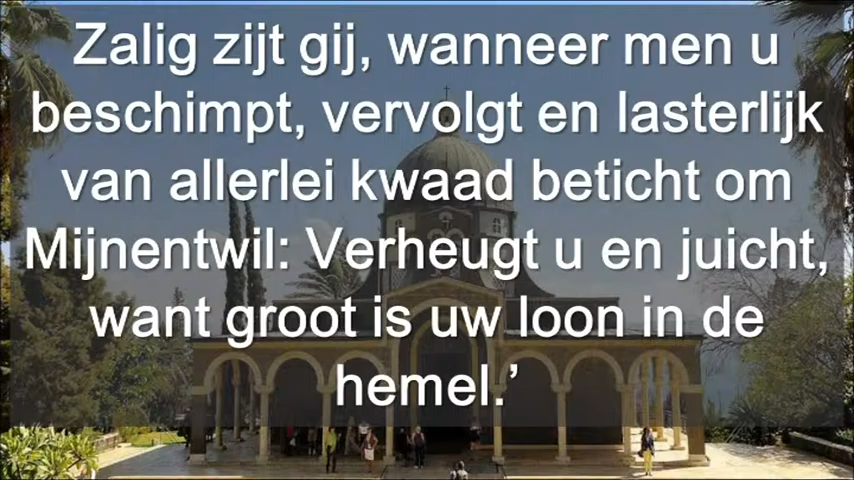 Zalig zijt gij, wanneer men u
beschimpt, vervolgt en lasterlijk
van allerlei kwaad beticht om
Mijnentwil: Verheugt u en juicht,
want groot is uw loon in de
hemel.’